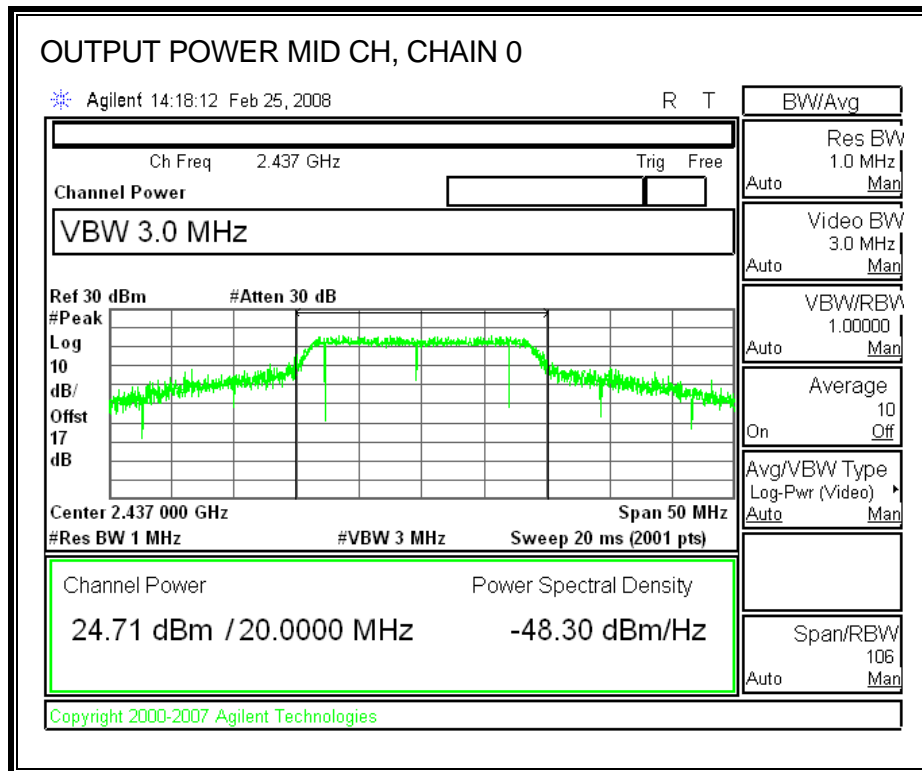 OUTPUT POWER MID CH, CHAIN 0
Agilent 14:18:12 Feb 25, 2008 R T
BW/Avg
Ch Freq 2.437 GHz Trig Free
Channel Power
VBW 3.0 MHz
Ref 30 dBm #Atten 30 dB
#Peak
Log
10
dB/
Offst
17
dB
Center 2.437 000 GHz Span 50 MHz
#Res BW 1 MHz #VBW 3 MHz Sweep 20 ms (2001 pts)
Channel Power Power Spectral Density
24.71 dBm / 20.0000 MHz -48.30 dBm/Hz
Res BW
1.0 MHz
Auto Man
Video BW
3.0 MHz
Auto Man
VBW/RBW
1.00000
Auto Man
Average
10
On Off
Avg/VBW Type
Log-Pwr (Video)
Auto Man
Span/RBW
106
Auto Man
Copyright 2000-2007 Agilent Technologies